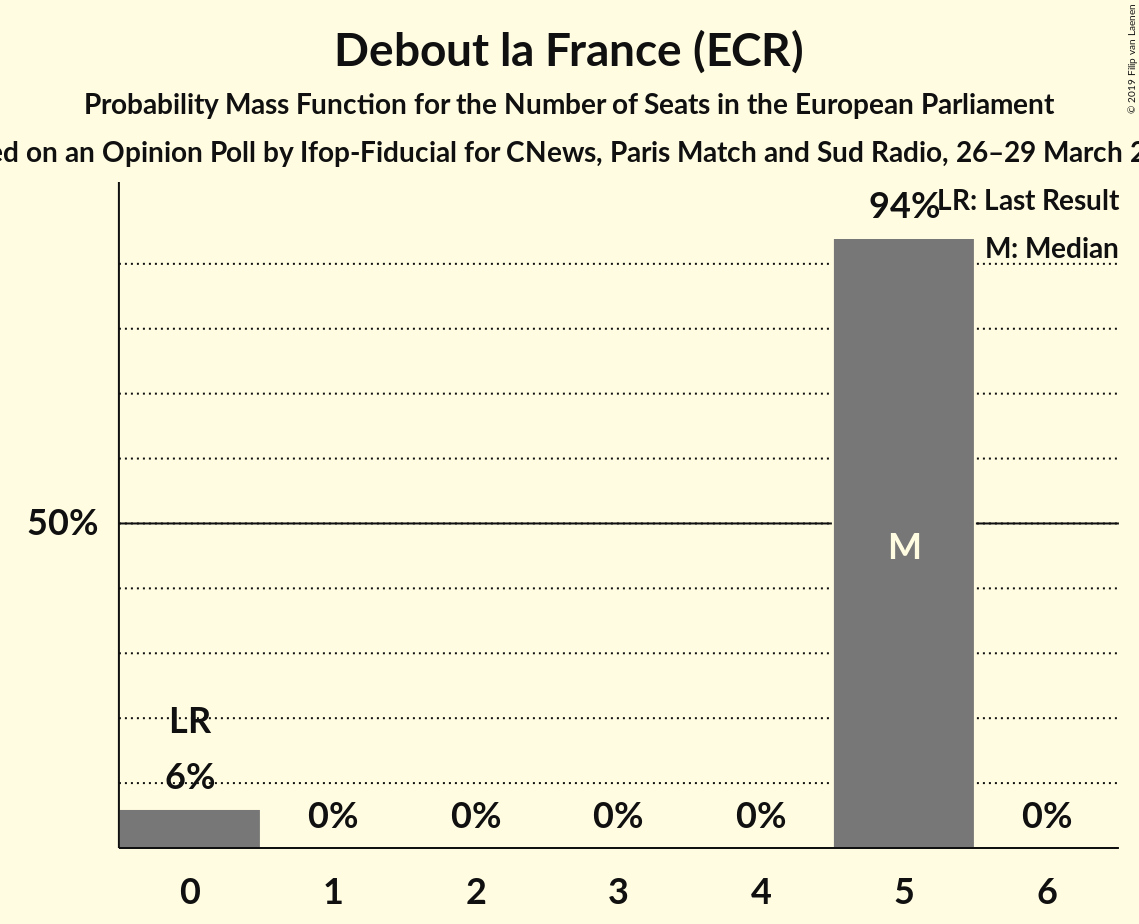 Debout la France (ECR)
Probability Mass Function for the Number of Seats in the European Parliament
on an Opinion Poll by Ifop-Fiducial for CNews, Paris Match and Sud Radio, 26–29 March
© 2019 Filip van Laenen
94%
LR: Last Result
M: Median
50%
M
LR
6%
0%
0%
0%
0%
0%
0
1
2
3
4
5
6